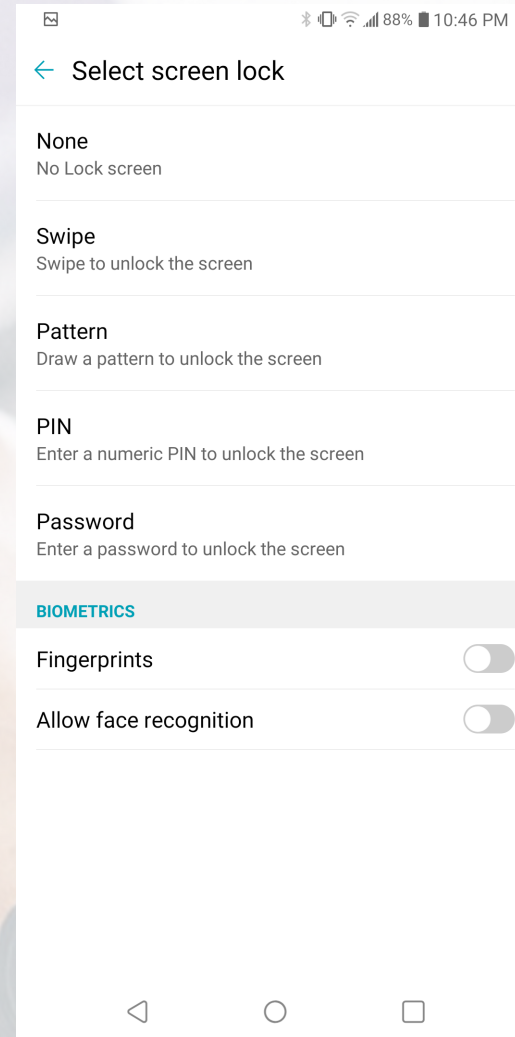 88% 10:46 PM
Select screen lock
None
No Lock screen
Swipe
Swipe to unlock the screen
Pattern
Draw a pattern to unlock the screen
PIN
Enter a numeric PIN to unlock the screen
Password
Enter a password to unlock the screen
BIOMETRICS
Fingerprints
Allow face recognition